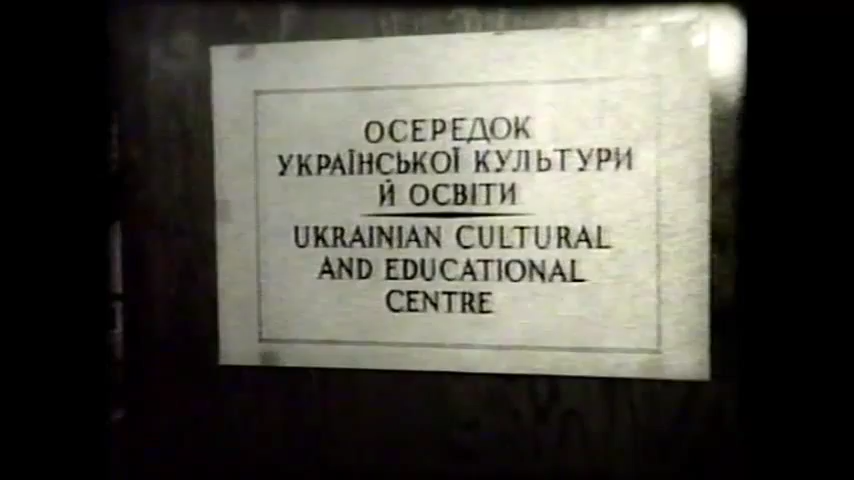 ОСЕРЕДОК
УКРАЇНСЬКОЇ КУЛЬТУРИ
Й ОСВІТИ
UKRAINIAN CULTURAL
AND EDUCATIONAL
CENTRE